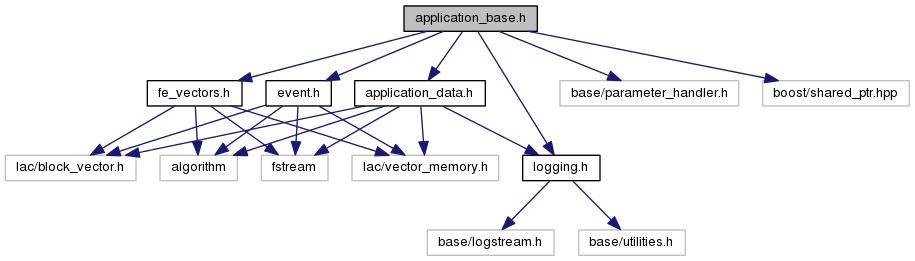 application_base.h
fe_vectors.h
event.h
application_data.h
base/parameter_handler.h
boost/shared_ptr.hpp
lac/block_vector.h
algorithm
fstream
lac/vector_memory.h
logging.h
base/logstream.h
base/utilities.h